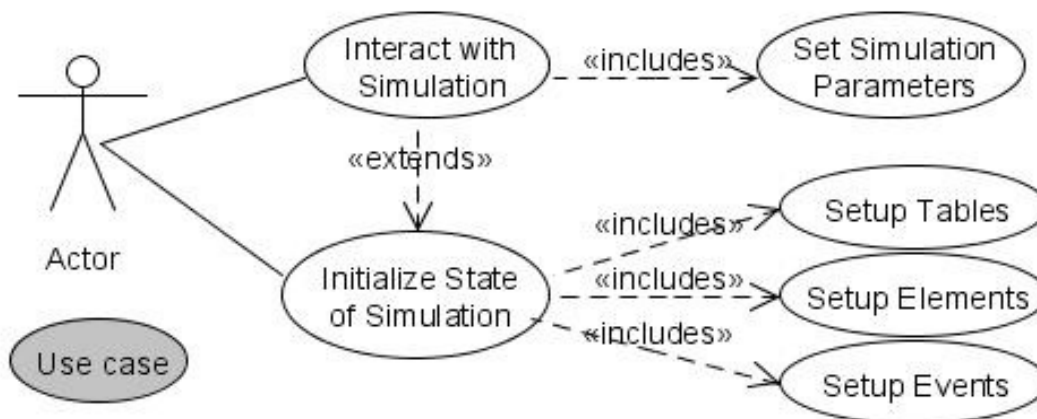 Interact with
Simulation
«includes»
Set Simulation
Parameters
«extends»
Actor
Initialize State
of Simulation
«includes»
Setup Tables
«includes»
Setup Elements
«includes»
Setup Events
Use case